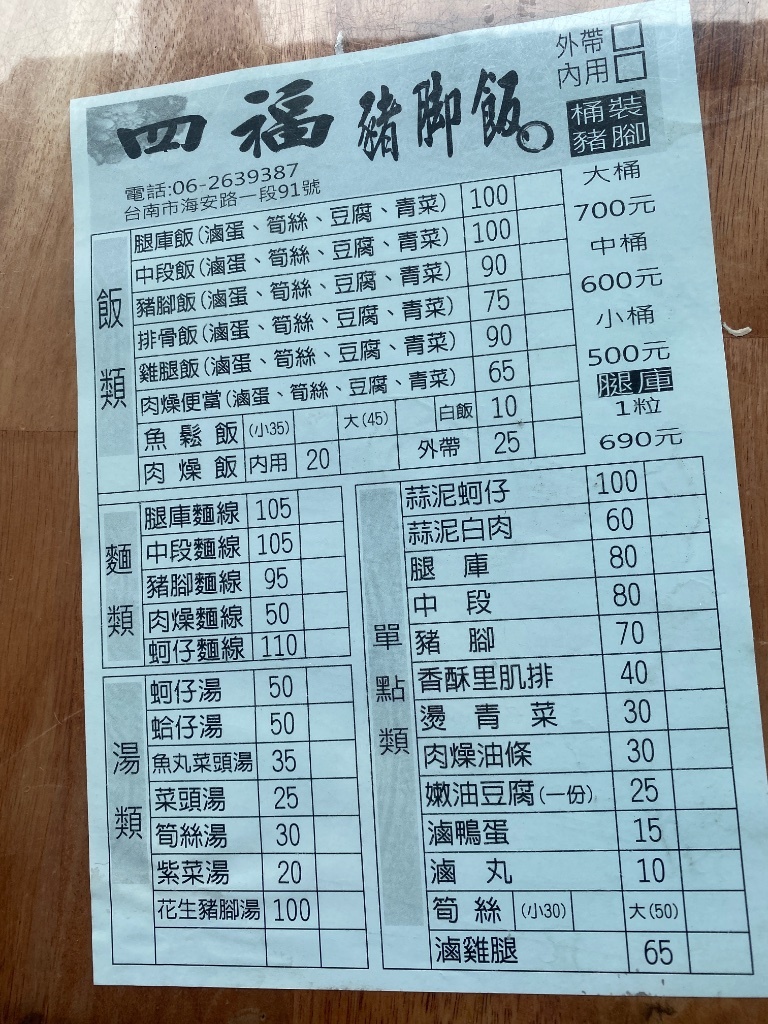 外帶□
內用□
四福豬脚飯。
桶裝
豬腳
電話:06-2639387
台南市海安路一段91號
大桶
700元
中桶
600元
小桶
500元
腿庫
1粒
690元
飯類
腿庫飯(滷蛋、筍絲、豆腐、青菜) 100
中段飯(滷蛋、筍絲、豆腐、青菜) 100
豬腳飯(滷蛋、筍絲、豆腐、青菜) 90
排骨飯(滷蛋、筍絲、豆腐、青菜) 75
雞腿飯(滷蛋、筍絲、豆腐、青菜) 90
肉燥便當(滷蛋、筍絲、豆腐、青菜) 65
魚鬆飯 (小35) 大(45) 白飯 10
肉燥飯 內用 20 外帶 25
麵類
腿庫麵線 105
中段麵線 105
豬腳麵線 95
肉燥麵線 50
蚵仔麵線 110
湯類
蚵仔湯 50
蛤仔湯 50
魚丸菜頭湯 35
菜頭湯 25
筍絲湯 30
紫菜湯 20
花生豬腳湯 100
單點類
蒜泥蚵仔 100
蒜泥白肉 60
腿庫 80
中段 80
豬腳 70
香酥里肌排 40
燙青菜 30
肉燥油條 30
嫩油豆腐(一份) 25
滷鴨蛋 15
滷丸 10
筍絲 (小30) 大(50)
滷雞腿 65